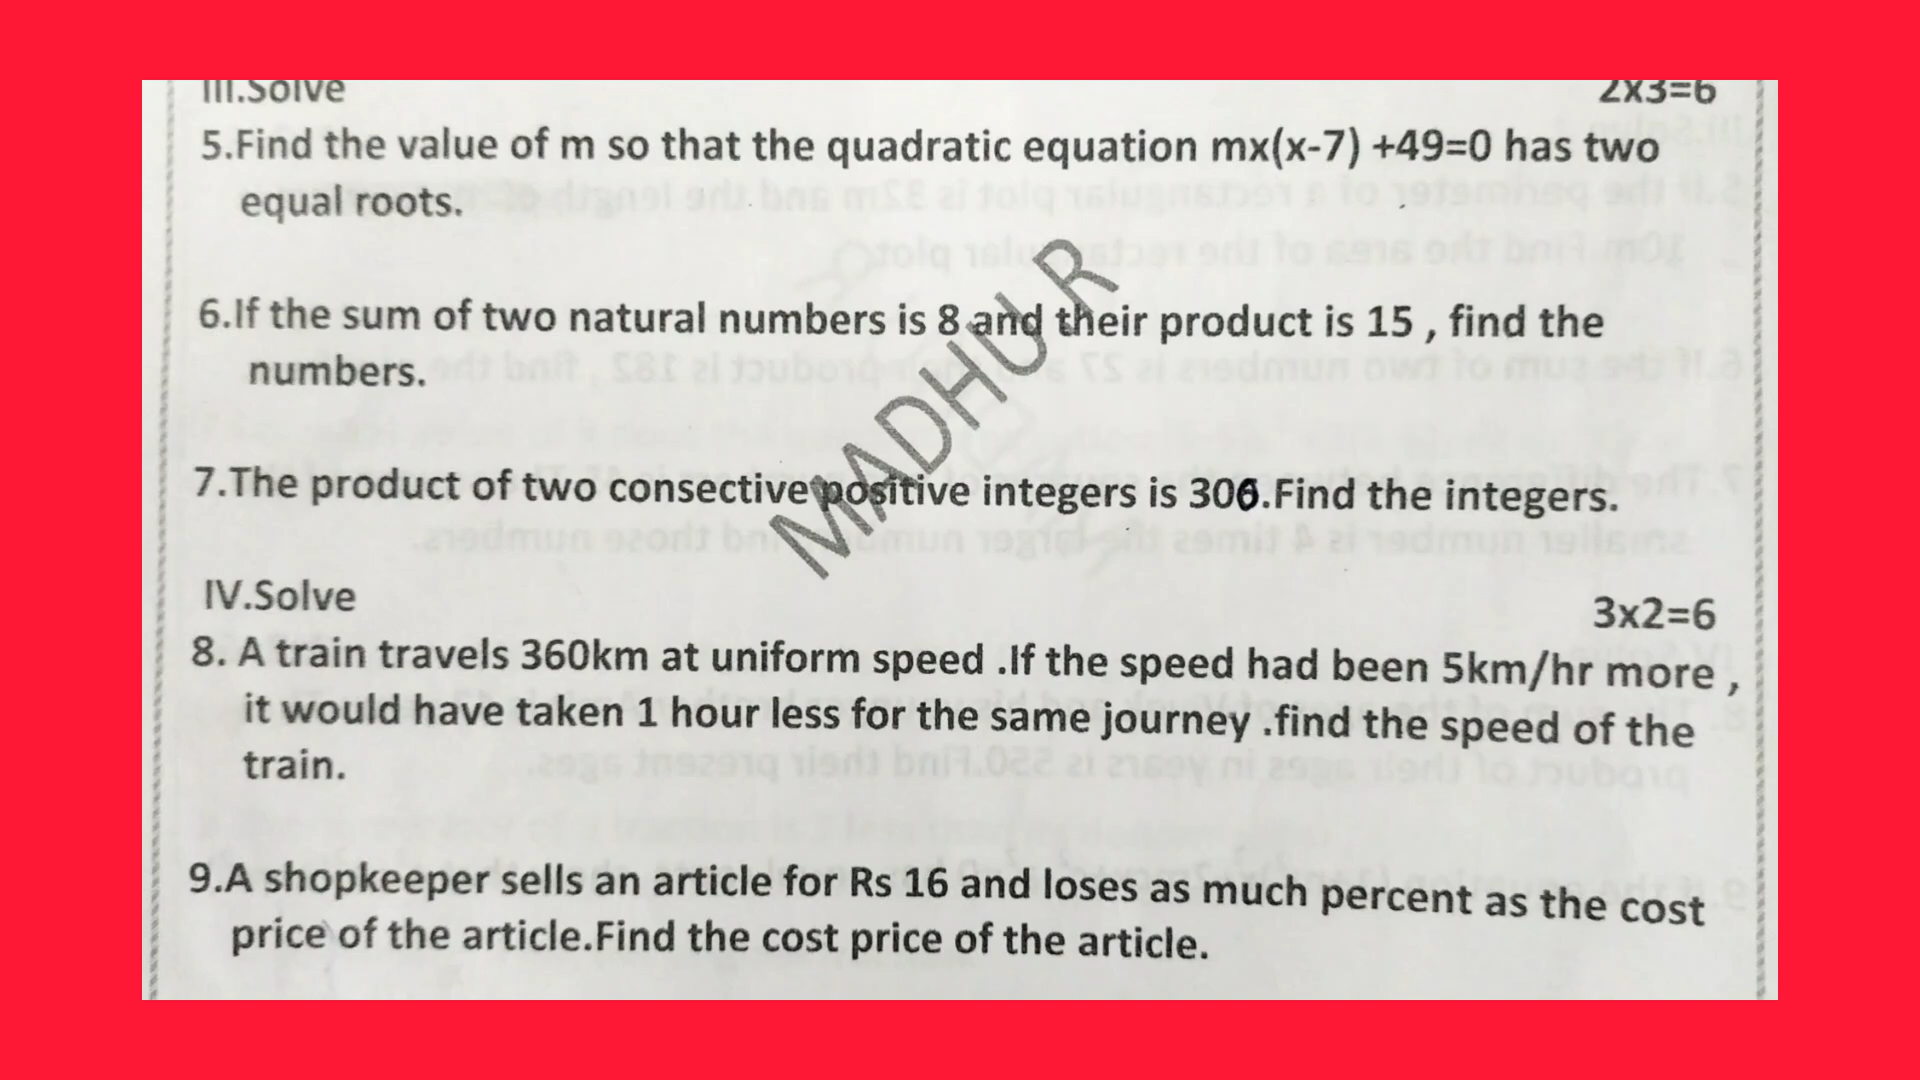 III.Solve 2x3=6
5.Find the value of m so that the quadratic equation mx(x-7) +49=0 has two
equal roots.
6.If the sum of two natural numbers is 8 and their product is 15 , find the
numbers.
7.The product of two consective positive integers is 306.Find the integers.
MADHUR
IV.Solve
3x2=6
8. A train travels 360km at uniform speed .If the speed had been 5km/hr more ,
it would have taken 1 hour less for the same journey .find the speed of the
train.
9.A shopkeeper sells an article for Rs 16 and loses as much percent as the cost
price of the article.Find the cost price of the article.